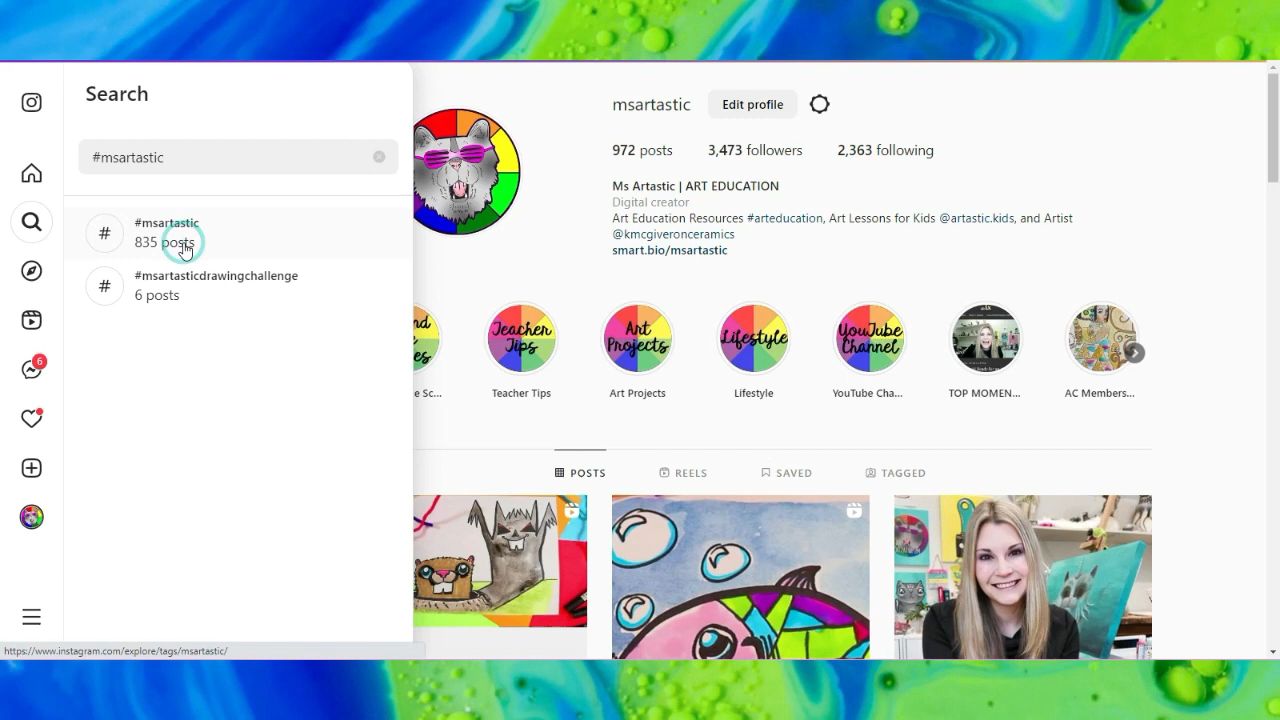 Search
#msartastic
#msartastic
835 posts
#msartasticdrawingchallenge
6 posts
6
msartastic
Edit profile
972 posts 3,473 followers 2,363 following
Ms Artastic | ART EDUCATION
Digital creator
Art Education Resources #arteducation, Art Lessons for Kids @artastic.kids, and Artist
@kmcgiveronceramics
smart.bio/msartastic
Teacher
Tips
Art
Projects
Lifestyle
YouTube
Channel
e Sc...
Teacher Tips
Art Projects
Lifestyle
YouTube Cha...
TOP MOMEN...
AC Members...
POSTS
REELS
SAVED
TAGGED
https://www.instagram.com/explore/tags/msartastic/